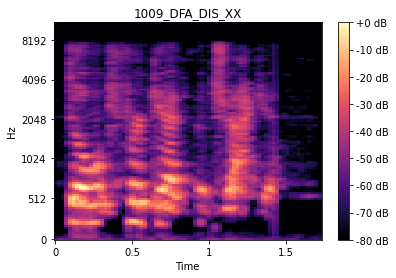 1009_DFA_DIS_XX
Hz
8192
4096
2048
1024
512
0
0
0.5
1
1.5
Time
+0 dB
-10 dB
-20 dB
-30 dB
-40 dB
-50 dB
-60 dB
-70 dB
-80 dB